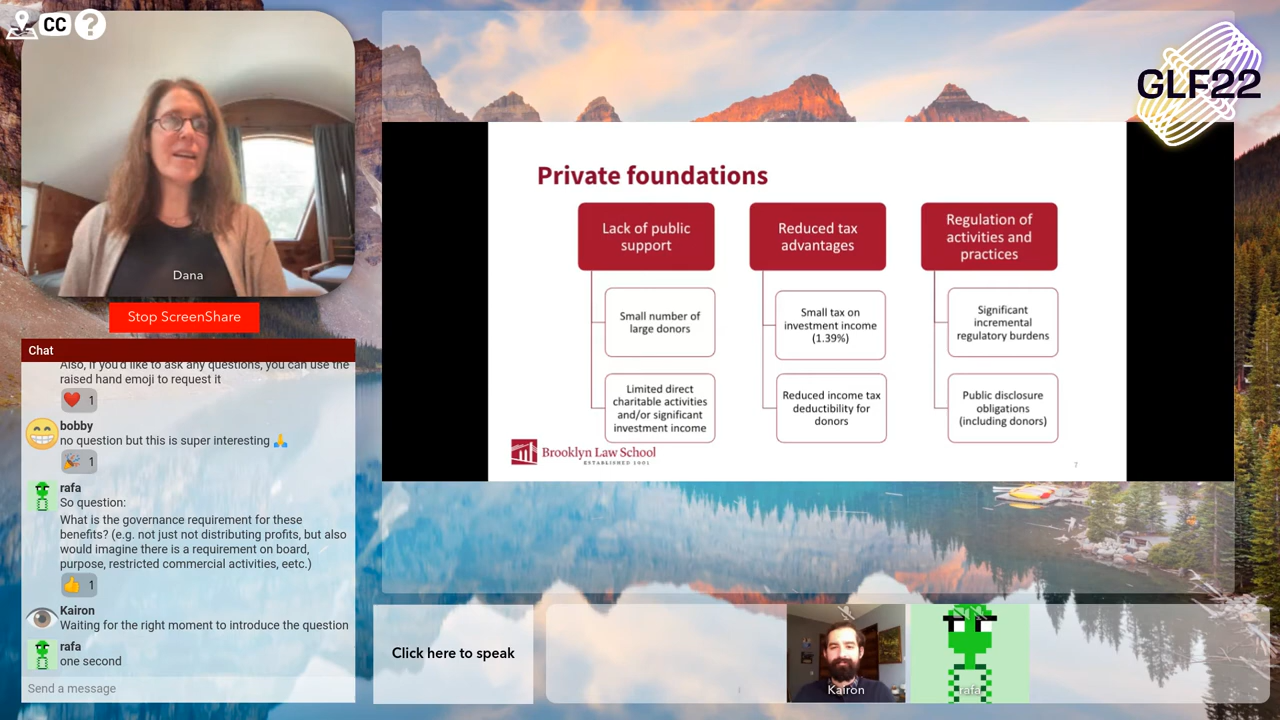 CC
?
GLF22
Dana
Stop ScreenShare
Chat
Also, if you'd like to ask any questions, you can use the
raised hand emoji to request it
1
bobby
no question but this is super interesting
1
rafa
So question:
What is the governance requirement for these
benefits? (e.g. not just not distributing profits, but also
would imagine there is a requirement on board,
purpose, restricted commercial activities, eetc.)
1
Kairon
Waiting for the right moment to introduce the question
rafa
one second
Send a message
Private foundations
Lack of public
support
Small number of
large donors
Limited direct
charitable activities
and/or significant
investment income
Reduced tax
advantages
Small tax on
investment income
(1.39%)
Reduced income tax
deductibility for
donors
Regulation of
activities and
practices
Significant
incremental
regulatory burdens
Public disclosure
obligations
(including donors)
Brooklyn Law School
ESTABLISHED 1901
7
Click here to speak
Kairon
rafa